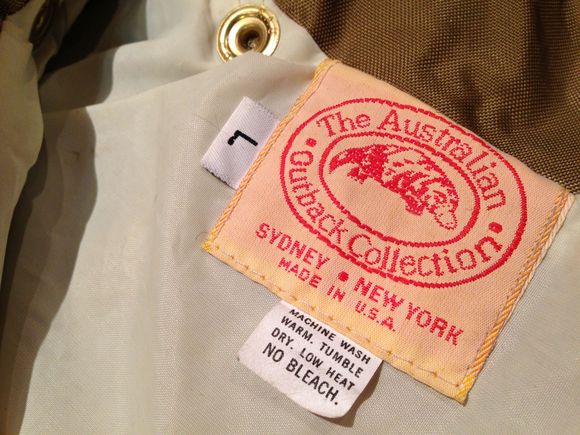 The Australian
Outback Collection
SYDNEY • NEW YORK
MADE IN U.S.A.
L
MACHINE WASH
WARM. TUMBLE
DRY. LOW HEAT
NO BLEACH.